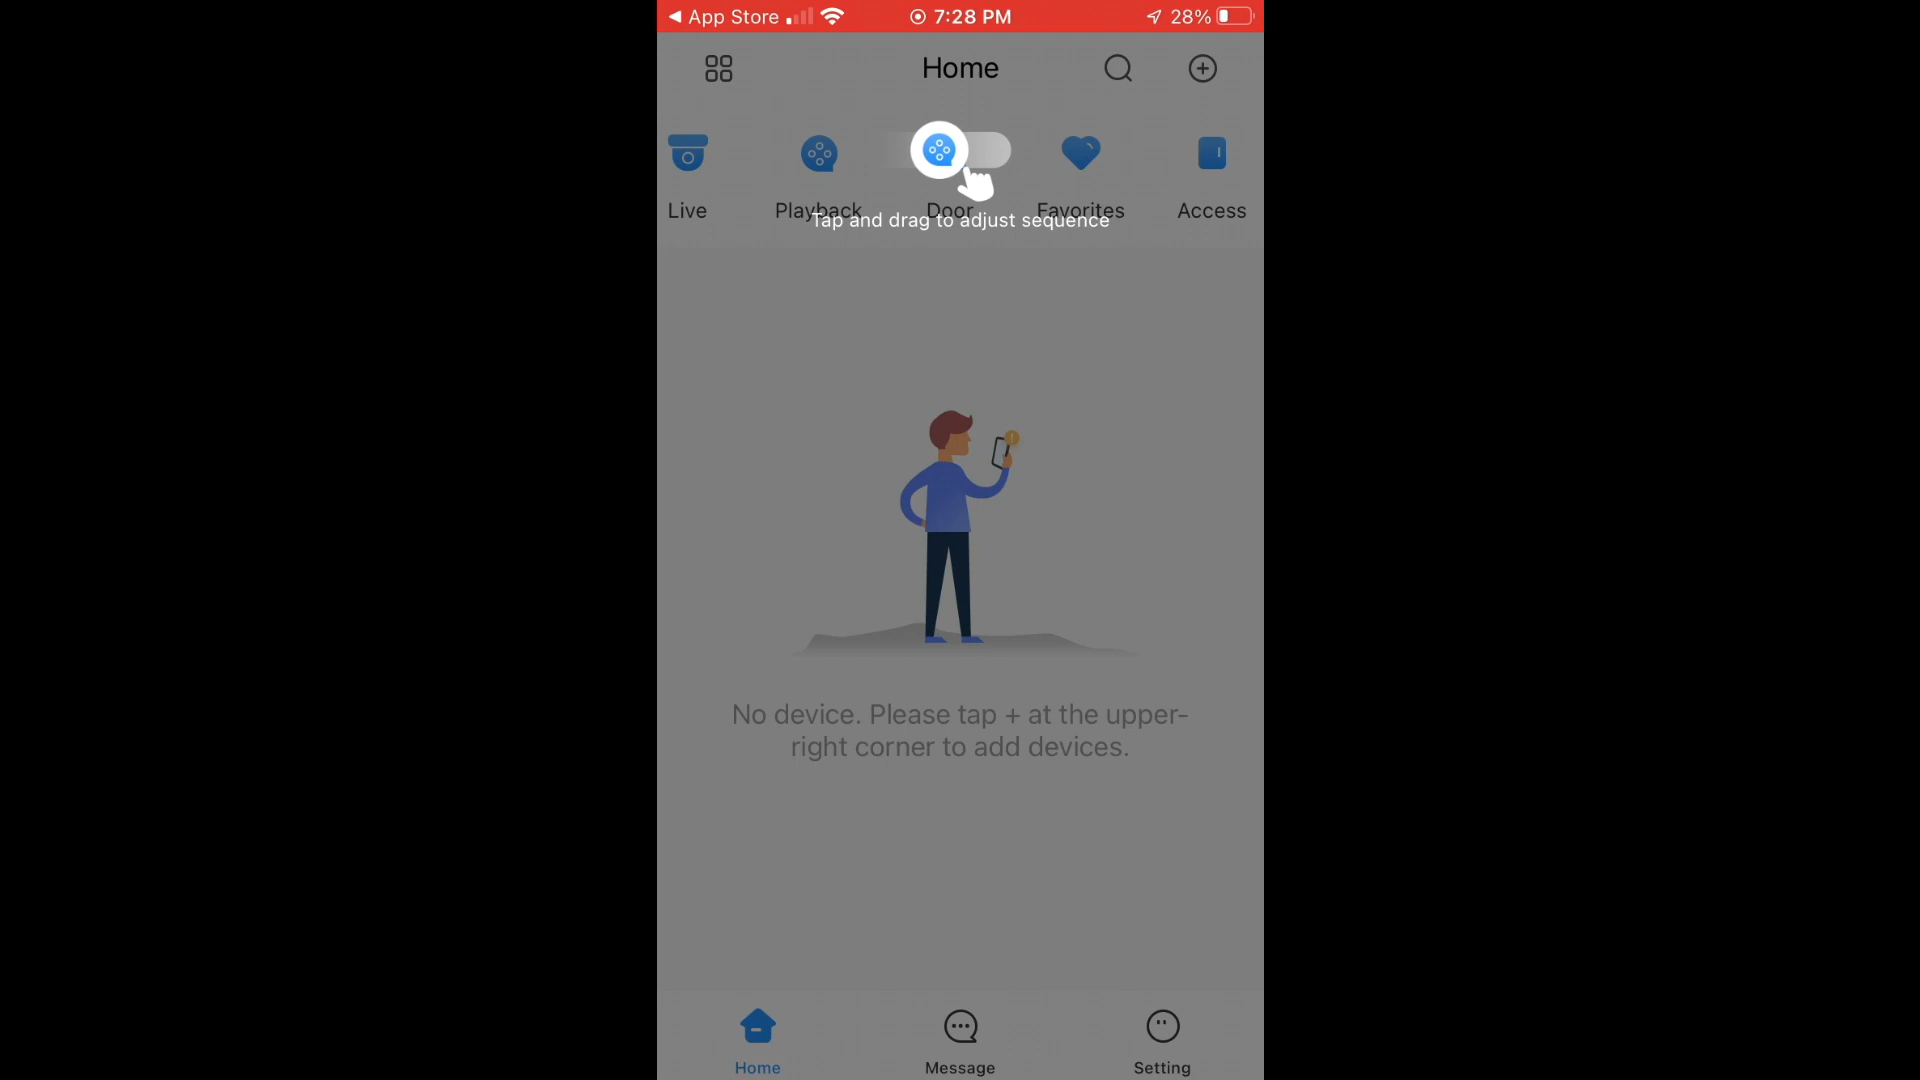 App Store
7:28 PM
28%
Home
Live
Playback
Door
Favorites
Access
Tap and drag to adjust sequence
No device. Please tap + at the upper-
right corner to add devices.
Home
Message
Setting